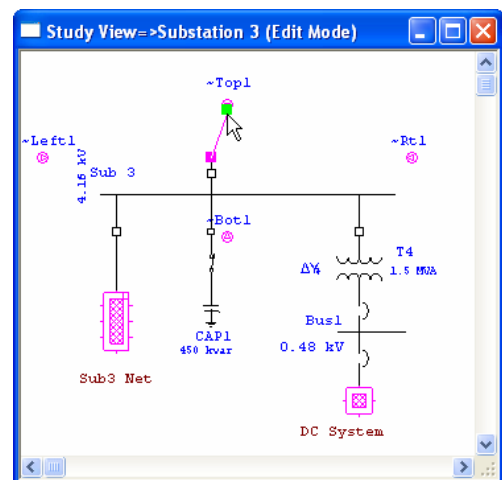 Study View=>Substation 3 (Edit Mode)
~Top1
~Left1
~Rt1
Sub 3
4.16 kV
~Bot1
T4
1.5 MVA
CAP1
450 kvar
Bus1
0.48 kV
Sub3 Net
DC System